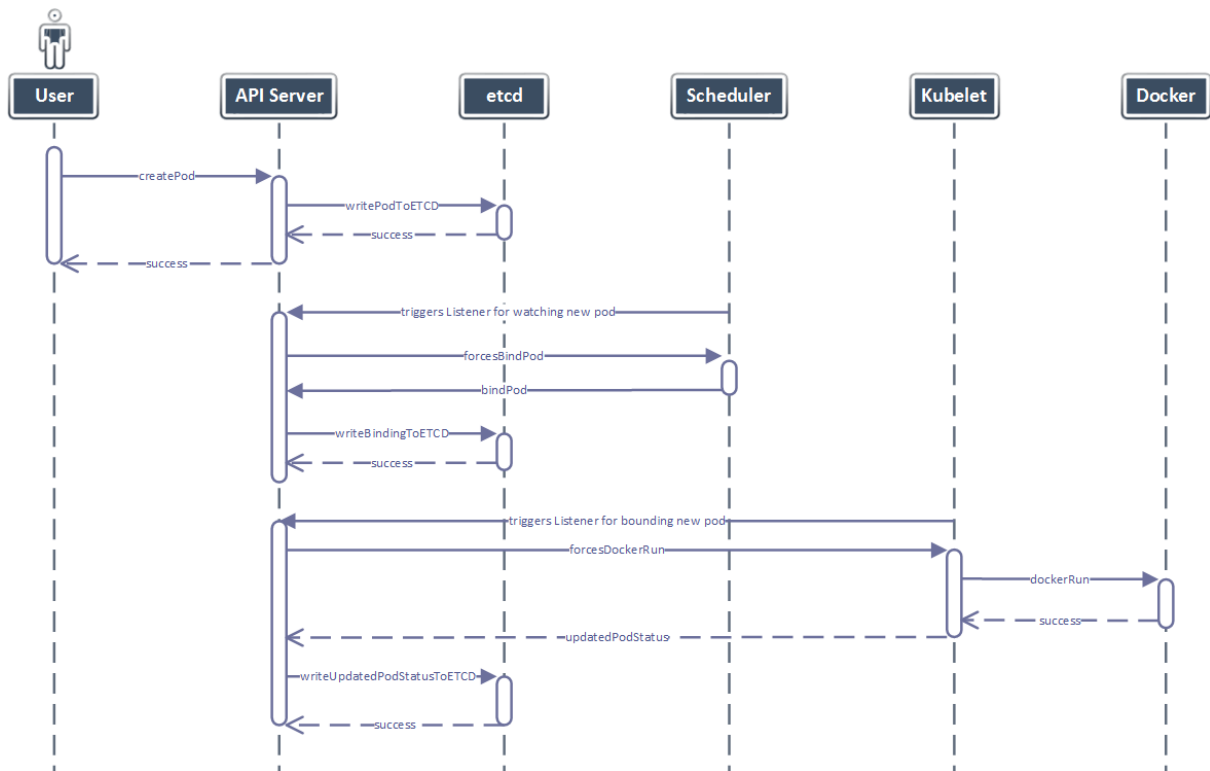 User
API Server
etcd
Scheduler
Kubelet
Docker
createPod
writePodToETCD
success
success
triggers Listener for watching new pod
forcesBindPod
bindPod
writeBindingToETCD
success
triggers Listener for bounding new pod
forcesDockerRun
dockerRun
success
updatedPodStatus
writeUpdatedPodStatusToETCD
success